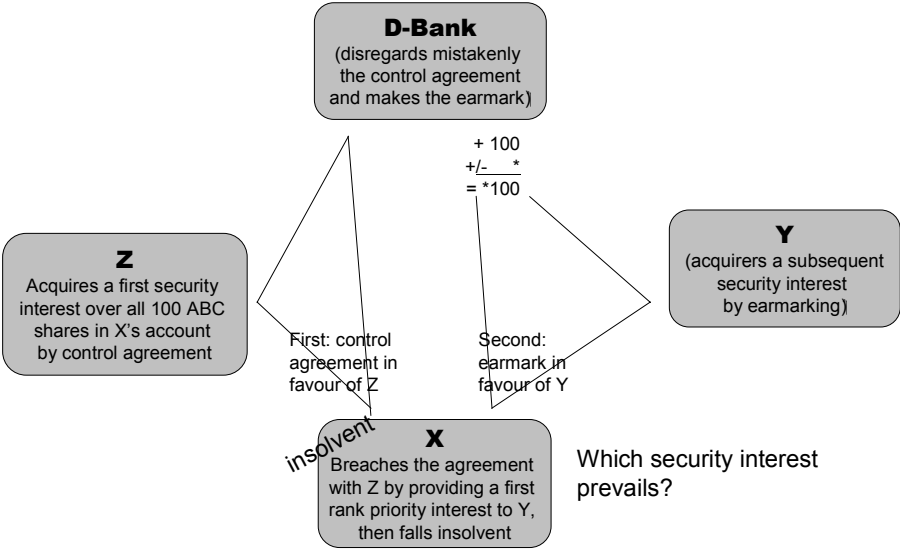 D-Bank
(disregards mistakenly
the control agreement
and makes the earmark)
+ 100
+/- *
= *100
Z
Acquires a first security
interest over all 100 ABC
shares in X's account
by control agreement
Y
(acquirers a subsequent
security interest
by earmarking)
First: control
agreement in
favour of Z
Second:
earmark in
favour of Y
insolvent
X
Breaches the agreement
with Z by providing a first
rank priority interest to Y,
then falls insolvent
Which security interest
prevails?